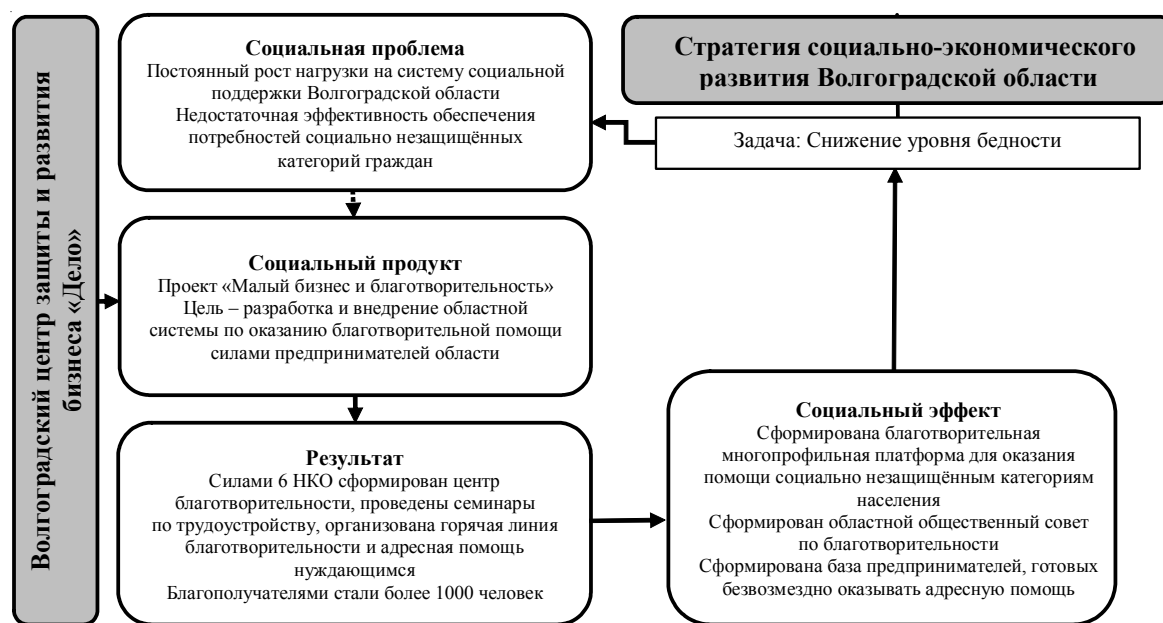 Волгоградский центр защиты и развития
бизнеса «Дело»
Социальная проблема
Постоянный рост нагрузки на систему социальной
поддержки Волгоградской области
Недостаточная эффективность обеспечения
потребностей социально незащищённых
категорий граждан
Стратегия социально-экономического
развития Волгоградской области
Задача: Снижение уровня бедности
Социальный продукт
Проект «Малый бизнес и благотворительность»
Цель – разработка и внедрение областной
системы по оказанию благотворительной помощи
силами предпринимателей области
Результат
Силами 6 НКО сформирован центр
благотворительности, проведены семинары
по трудоустройству, организована горячая линия
благотворительности и адресная помощь
нуждающимся
Благополучателями стали более 1000 человек
Социальный эффект
Сформирована благотворительная
многопрофильная платформа для оказания
помощи социально незащищённым категориям
населения
Сформирован областной общественный совет
по благотворительности
Сформирована база предпринимателей, готовых
безвозмездно оказывать адресную помощь